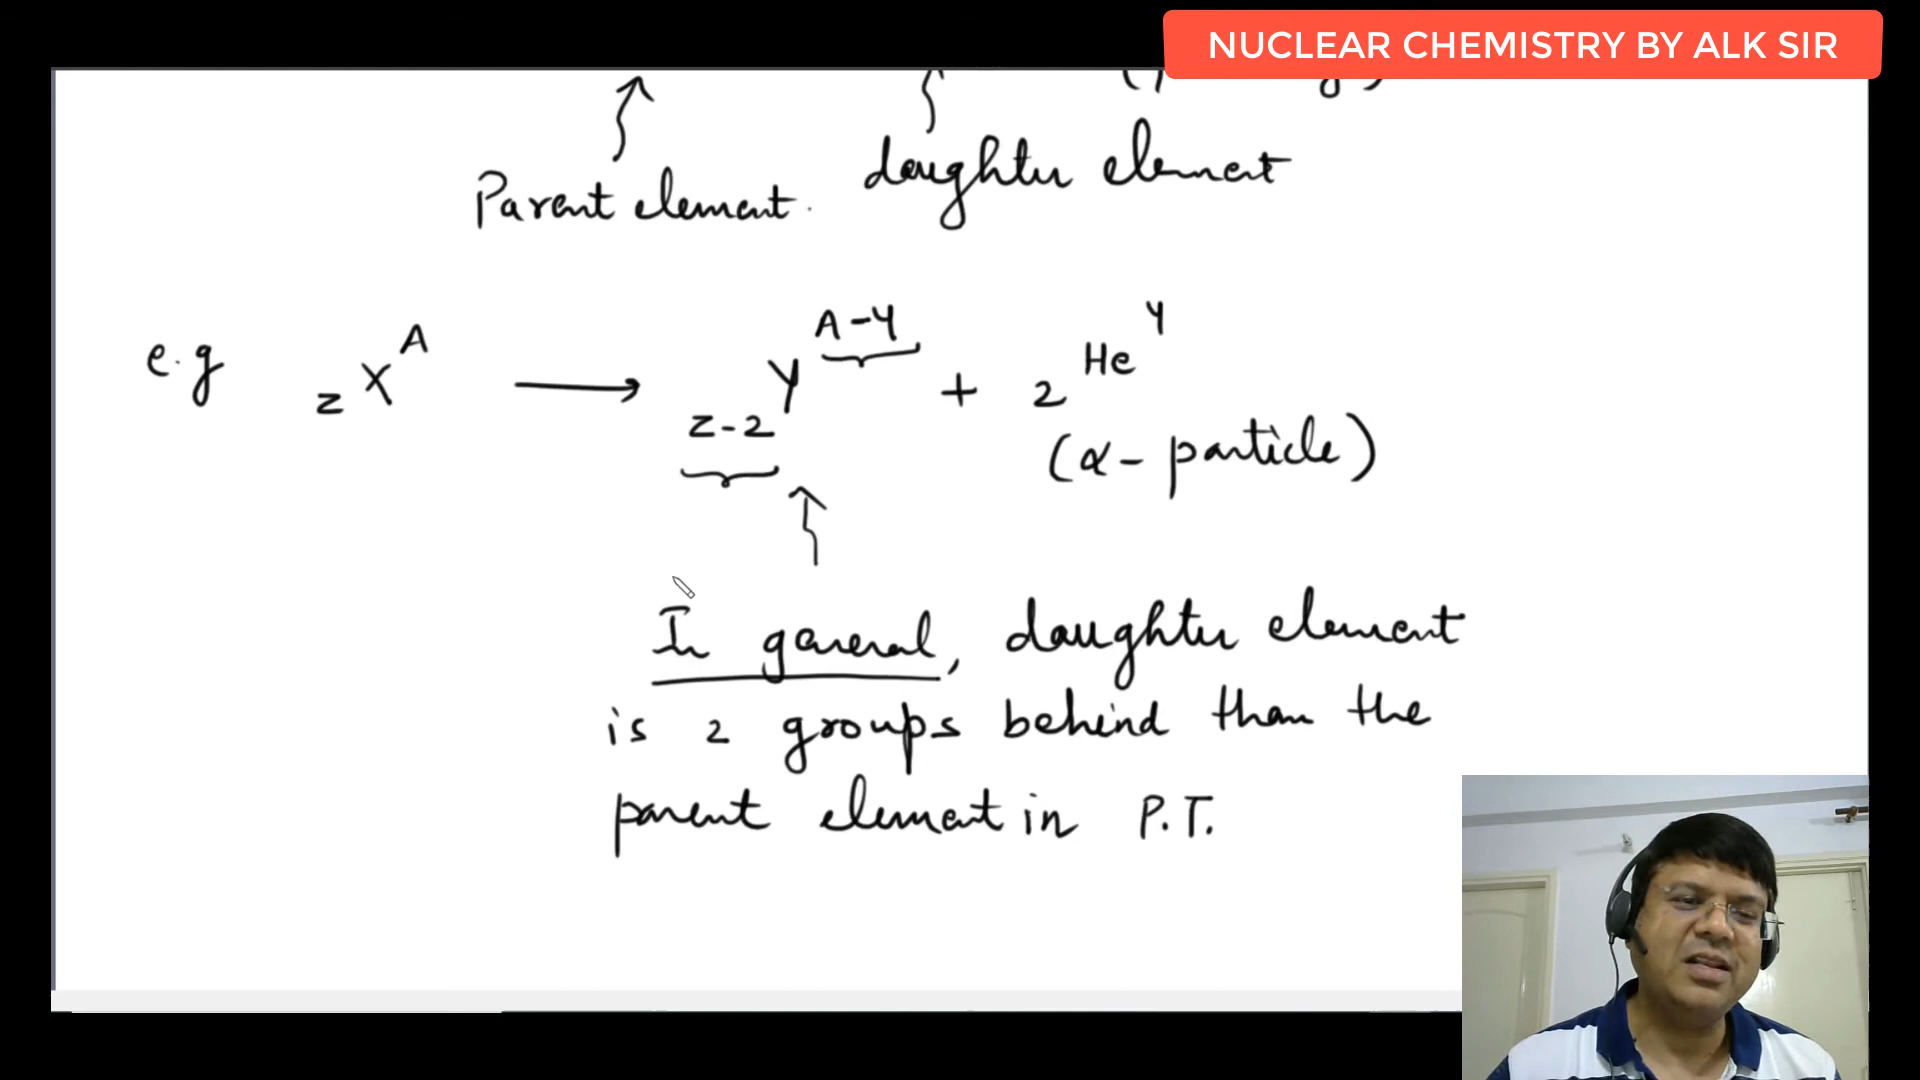 NUCLEAR CHEMISTRY BY ALK SIR
Parent element. daughter element
e.g zX^A ⟶ z-2Y^A-4 + 2He^4
(α- particle)
In general, daughter element
is 2 groups behind than the
parent element in P.T.